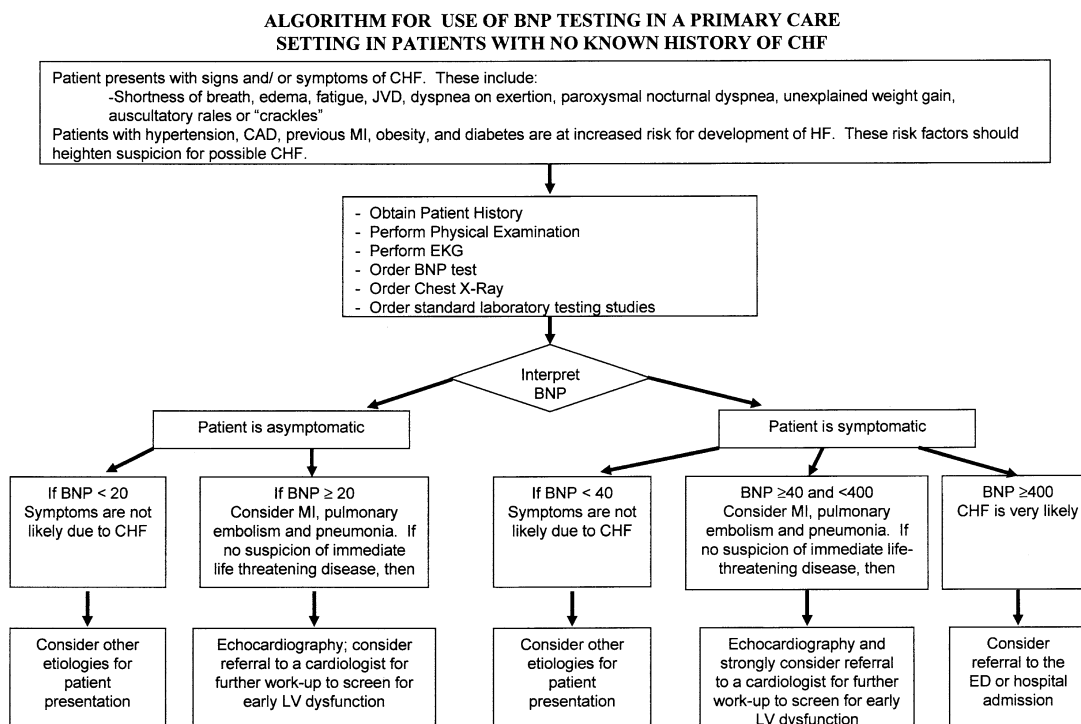 ALGORITHM FOR USE OF BNP TESTING IN A PRIMARY CARE
SETTING IN PATIENTS WITH NO KNOWN HISTORY OF CHF
Patient presents with signs and/ or symptoms of CHF. These include:
-Shortness of breath, edema, fatigue, JVD, dyspnea on exertion, paroxysmal nocturnal dyspnea, unexplained weight gain,
auscultatory rales or “crackles”
Patients with hypertension, CAD, previous MI, obesity, and diabetes are at increased risk for development of HF. These risk factors should
heighten suspicion for possible CHF.
- Obtain Patient History
- Perform Physical Examination
- Perform EKG
- Order BNP test
- Order Chest X-Ray
- Order standard laboratory testing studies
Interpret
BNP
Patient is asymptomatic
Patient is symptomatic
If BNP < 20
Symptoms are not
likely due to CHF
If BNP ≥ 20
Consider MI, pulmonary
embolism and pneumonia. If
no suspicion of immediate
life threatening disease, then
If BNP < 40
Symptoms are not
likely due to CHF
BNP ≥40 and <400
Consider MI, pulmonary
embolism and pneumonia. If
no suspicion of immediate life-
threatening disease, then
BNP ≥400
CHF is very likely
Consider other
etiologies for
patient
presentation
Echocardiography; consider
referral to a cardiologist for
further work-up to screen for
early LV dysfunction
Consider other
etiologies for
patient
presentation
Echocardiography and
strongly consider referral
to a cardiologist for further
work-up to screen for early
LV dysfunction
Consider
referral to the
ED or hospital
admission